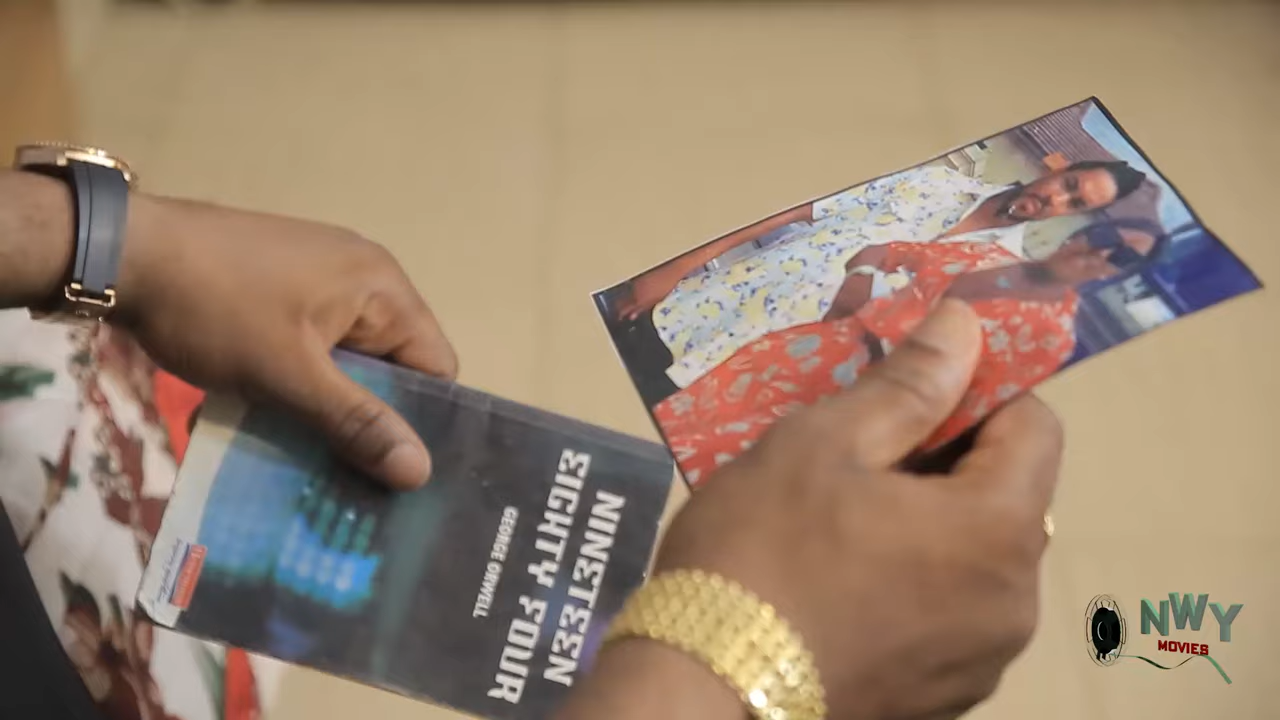 NINETEEN
EIGHTY FOUR
GEORGE ORWELL
NWY
MOVIES